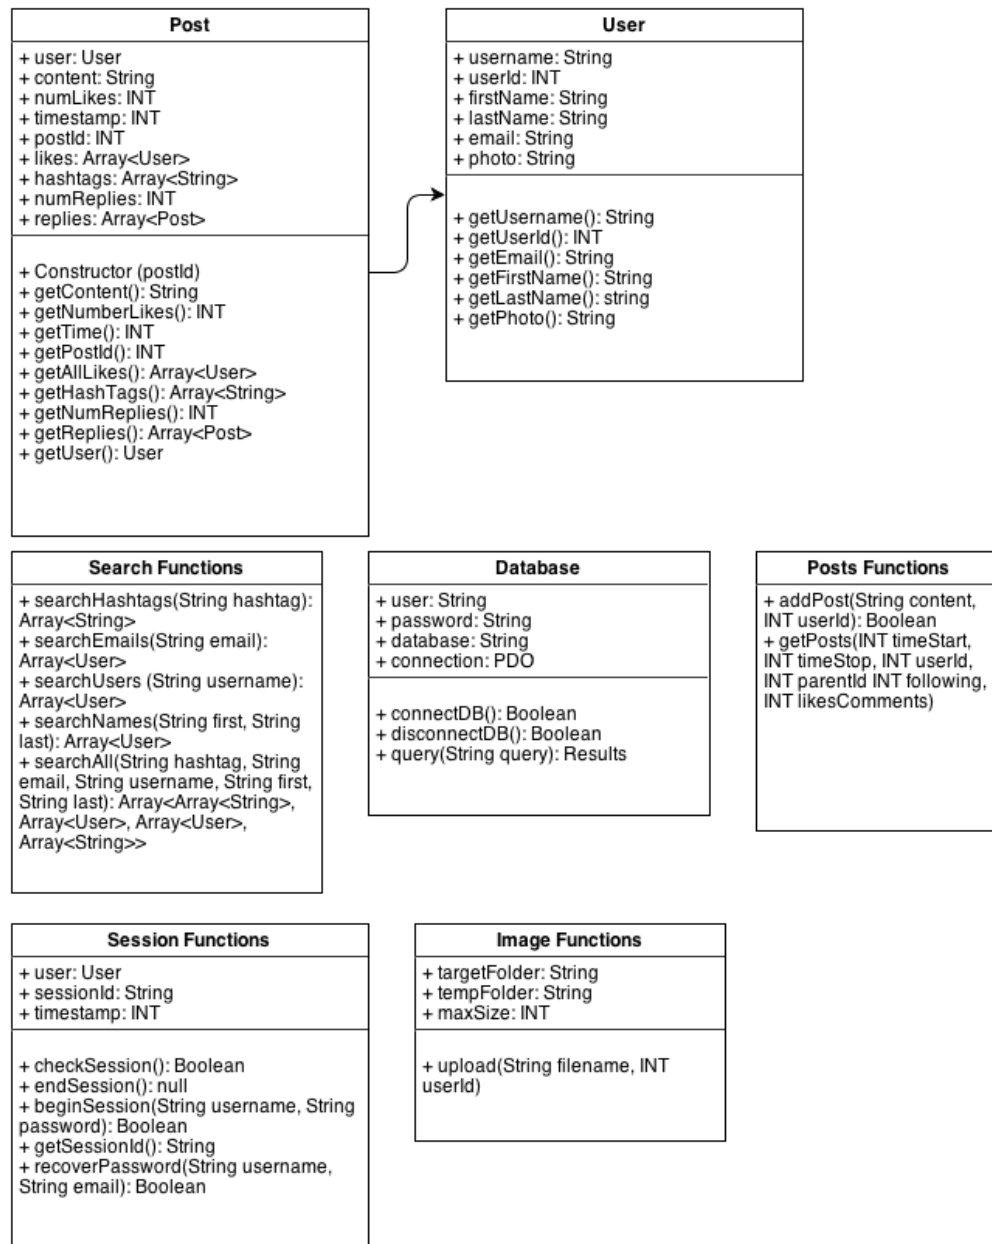 Post
+ user: User
+ content: String
+ numLikes: INT
+ timestamp: INT
+ postId: INT
+ likes: Array<User>
+ hashtags: Array<String>
+ numReplies: INT
+ replies: Array<Post>
+ Constructor (postId)
+ getContent(): String
+ getNumberLikes(): INT
+ getTime(): INT
+ getPostId(): INT
+ getAllLikes(): Array<User>
+ getHashTags(): Array<String>
+ getNumReplies(): INT
+ getReplies(): Array<Post>
+ getUser(): User
User
+ username: String
+ userId: INT
+ firstName: String
+ lastName: String
+ email: String
+ photo: String
+ getUsername(): String
+ getUserId(): INT
+ getEmail(): String
+ getFirstName(): String
+ getLastName(): string
+ getPhoto(): String
Search Functions
+ searchHashtags(String hashtag):
Array<String>
+ searchEmails(String email):
Array<User>
+ searchUsers (String username):
Array<User>
+ searchNames(String first, String
last): Array<User>
+ searchAll(String hashtag, String
email, String username, String first,
String last): Array<Array<String>,
Array<User>, Array<User>,
Array<String>>
Database
+ user: String
+ password: String
+ database: String
+ connection: PDO
+ connectDB(): Boolean
+ disconnectDB(): Boolean
+ query(String query): Results
Posts Functions
+ addPost(String content,
INT userId): Boolean
+ getPosts(INT timeStart,
INT timeStop, INT userId,
INT parentId INT following,
INT likesComments)
Session Functions
+ user: User
+ sessionId: String
+ timestamp: INT
+ checkSession(): Boolean
+ endSession(): null
+ beginSession(String username, String
password): Boolean
+ getSessionId(): String
+ recoverPassword(String username,
String email): Boolean
Image Functions
+ targetFolder: String
+ tempFolder: String
+ maxSize: INT
+ upload(String filename, INT
userId)